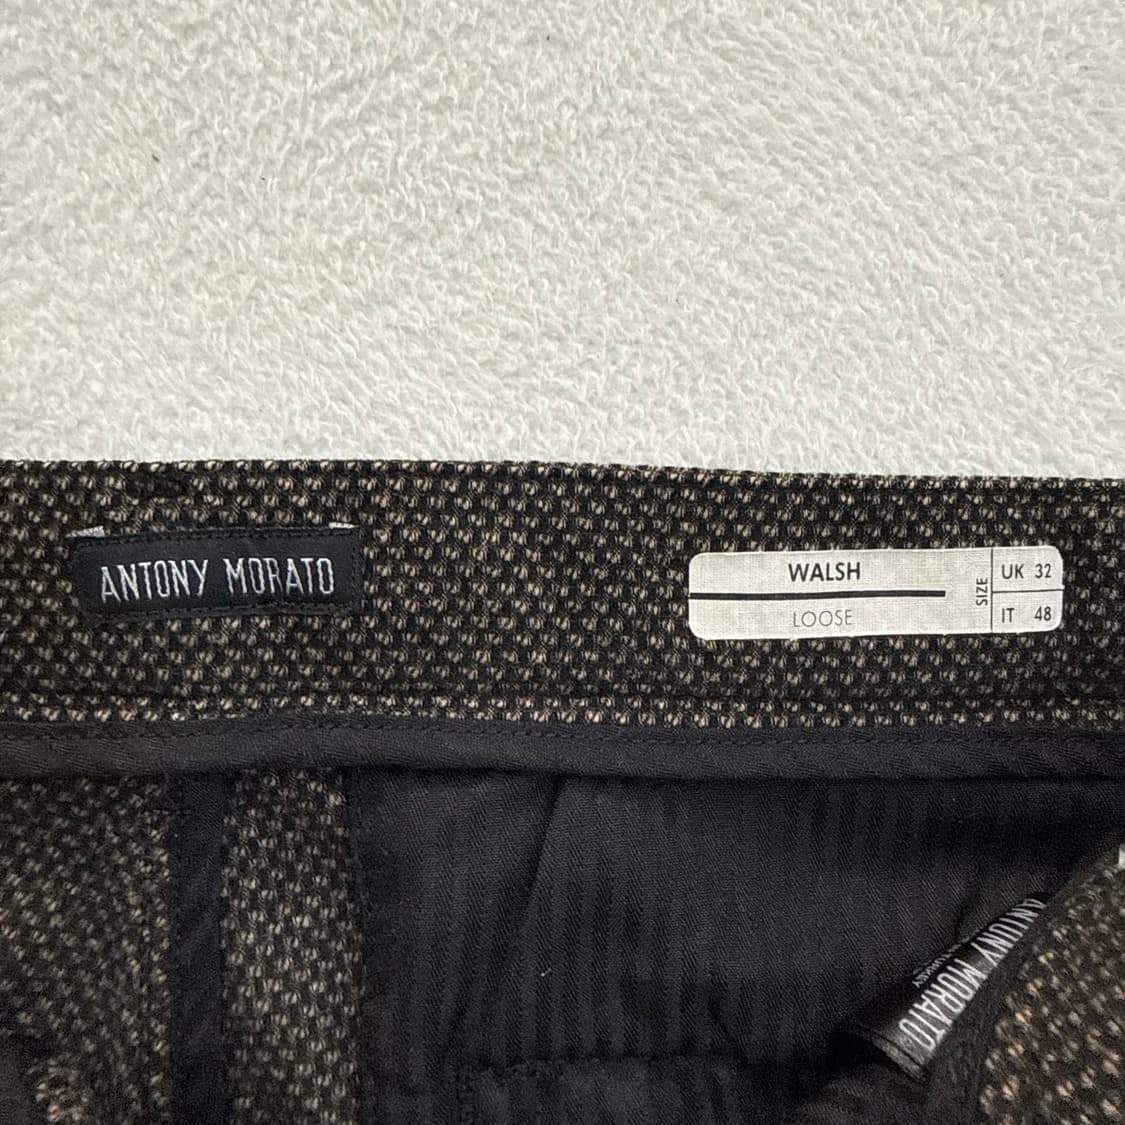 ANTONY MORATO
WALSH
LOOSE
SIZE
UK 32
IT 48
ANTONY MORATO